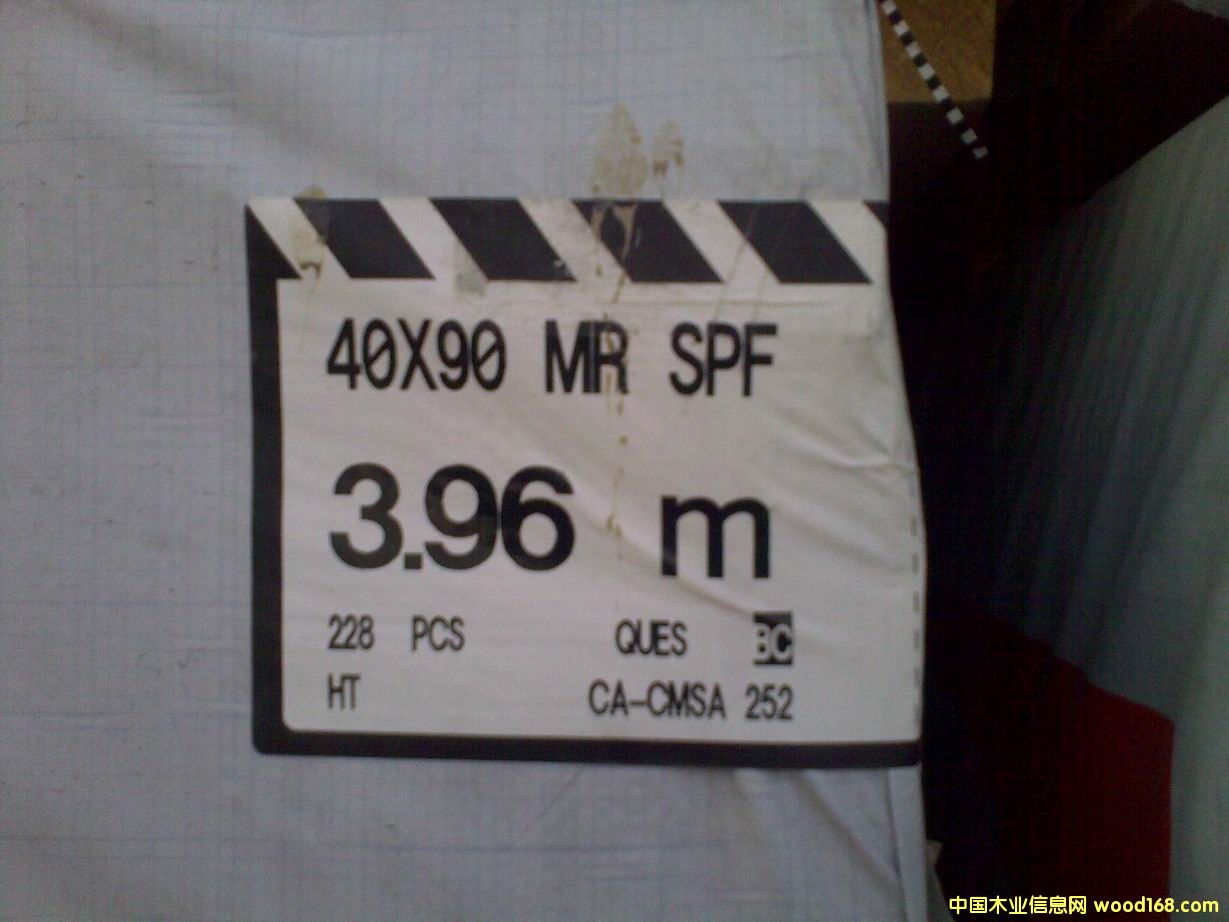 40X90 MR SPF
3.96 m
228 PCS QUES BC
HT CA-CMSA 252
中国木业信息网 wood168.com